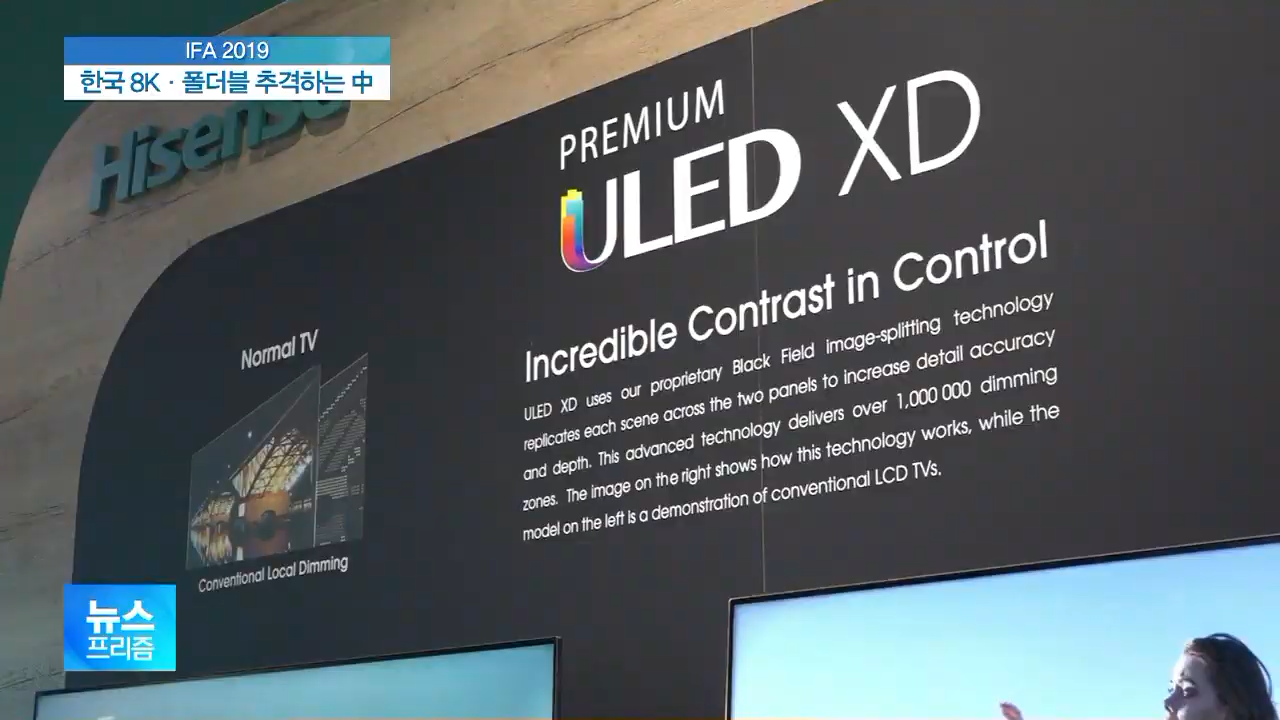 IFA 2019
한국 8K · 폴더블 추격하는 中
Hisense
PREMIUM
ULED XD
Incredible Contrast in Control
ULED XD uses our proprietary Black Field image-splitting technology
replicates each scene across the two panels to increase detail accuracy
and depth. This advanced technology delivers over 1,000 000 dimming
zones. The image on the right shows how this technology works, while the
model on the left is a demonstration of conventional LCD TVs.
Normal TV
Conventional Local Dimming
뉴스
프리즘